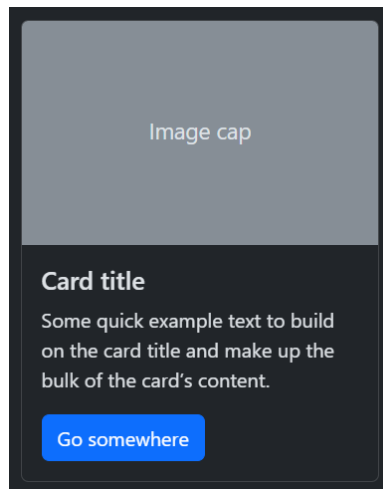 Image cap
Card title
Some quick example text to build
on the card title and make up the
bulk of the card’s content.
Go somewhere